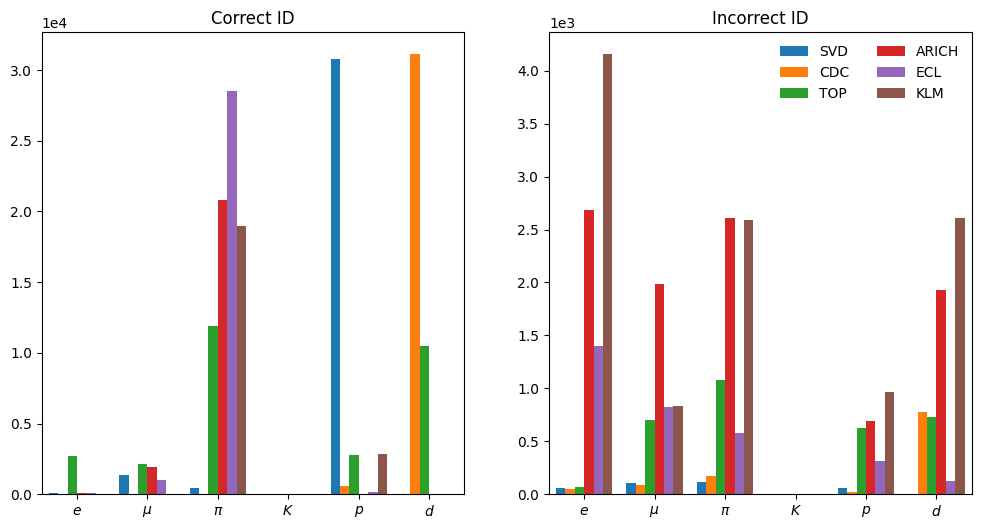 Correct ID
1e4
3.0
2.5
2.0
1.5
1.0
0.5
0.0
e μ π K p d
Incorrect ID
1e3
SVD ARICH
CDC ECL
TOP KLM
4.0
3.5
3.0
2.5
2.0
1.5
1.0
0.5
0.0
e μ π K p d